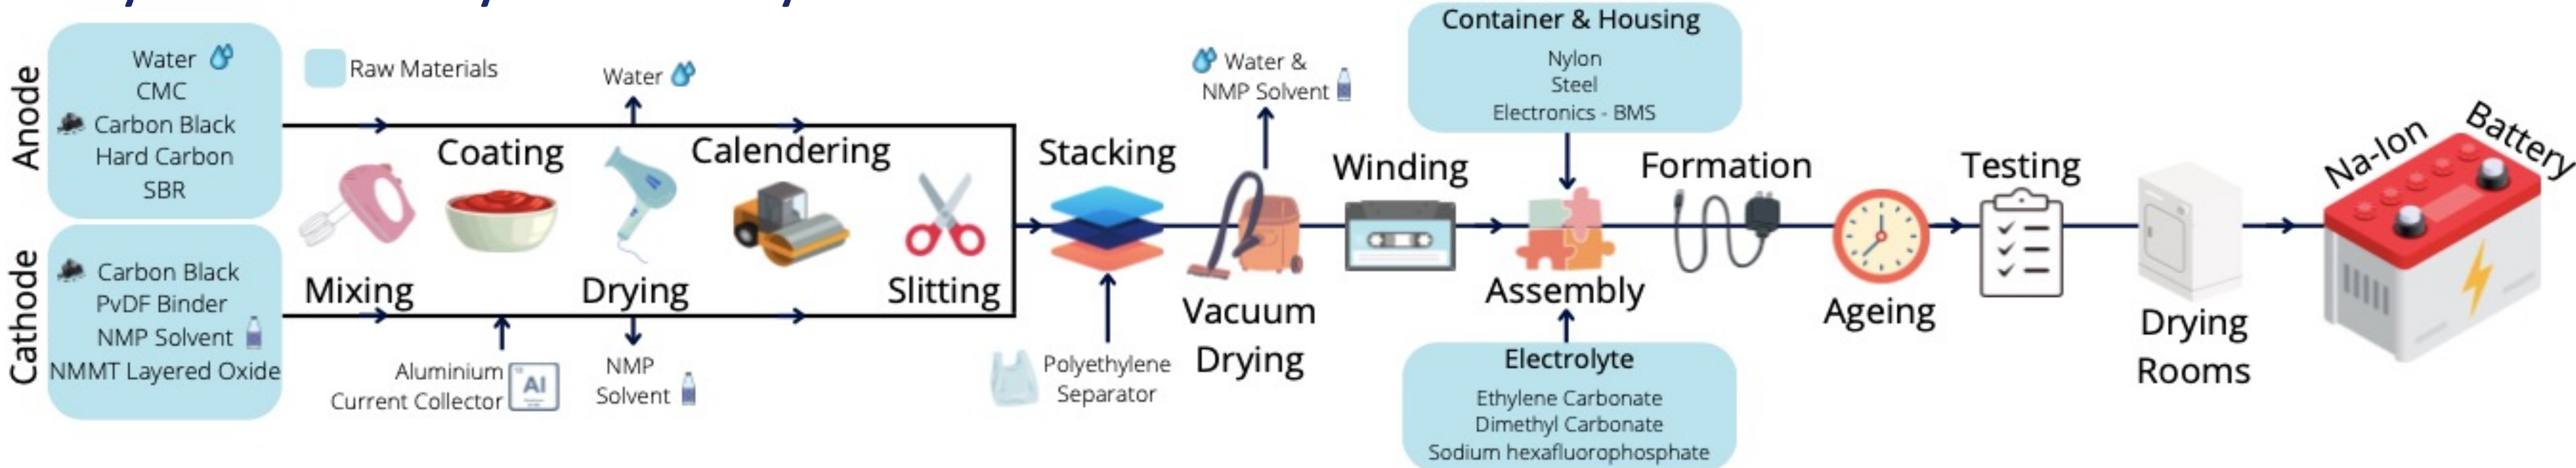 Anode
Water
CMC
Carbon Black
Hard Carbon
SBR
Cathode
Carbon Black
PvDF Binder
NMP Solvent
NMMT Layered Oxide
Raw Materials
Water
Coating
Calendering
Mixing
Drying
Slitting
Aluminium
Current Collector
Al
NMP
Solvent
Stacking
Polyethylene
Separator
Water &
NMP Solvent
Vacuum
Drying
Winding
Container & Housing
Nylon
Steel
Electronics - BMS
Assembly
Electrolyte
Ethylene Carbonate
Dimethyl Carbonate
Sodium hexafluorophosphate
Formation
Ageing
Testing
Drying
Rooms
Na-Ion Battery